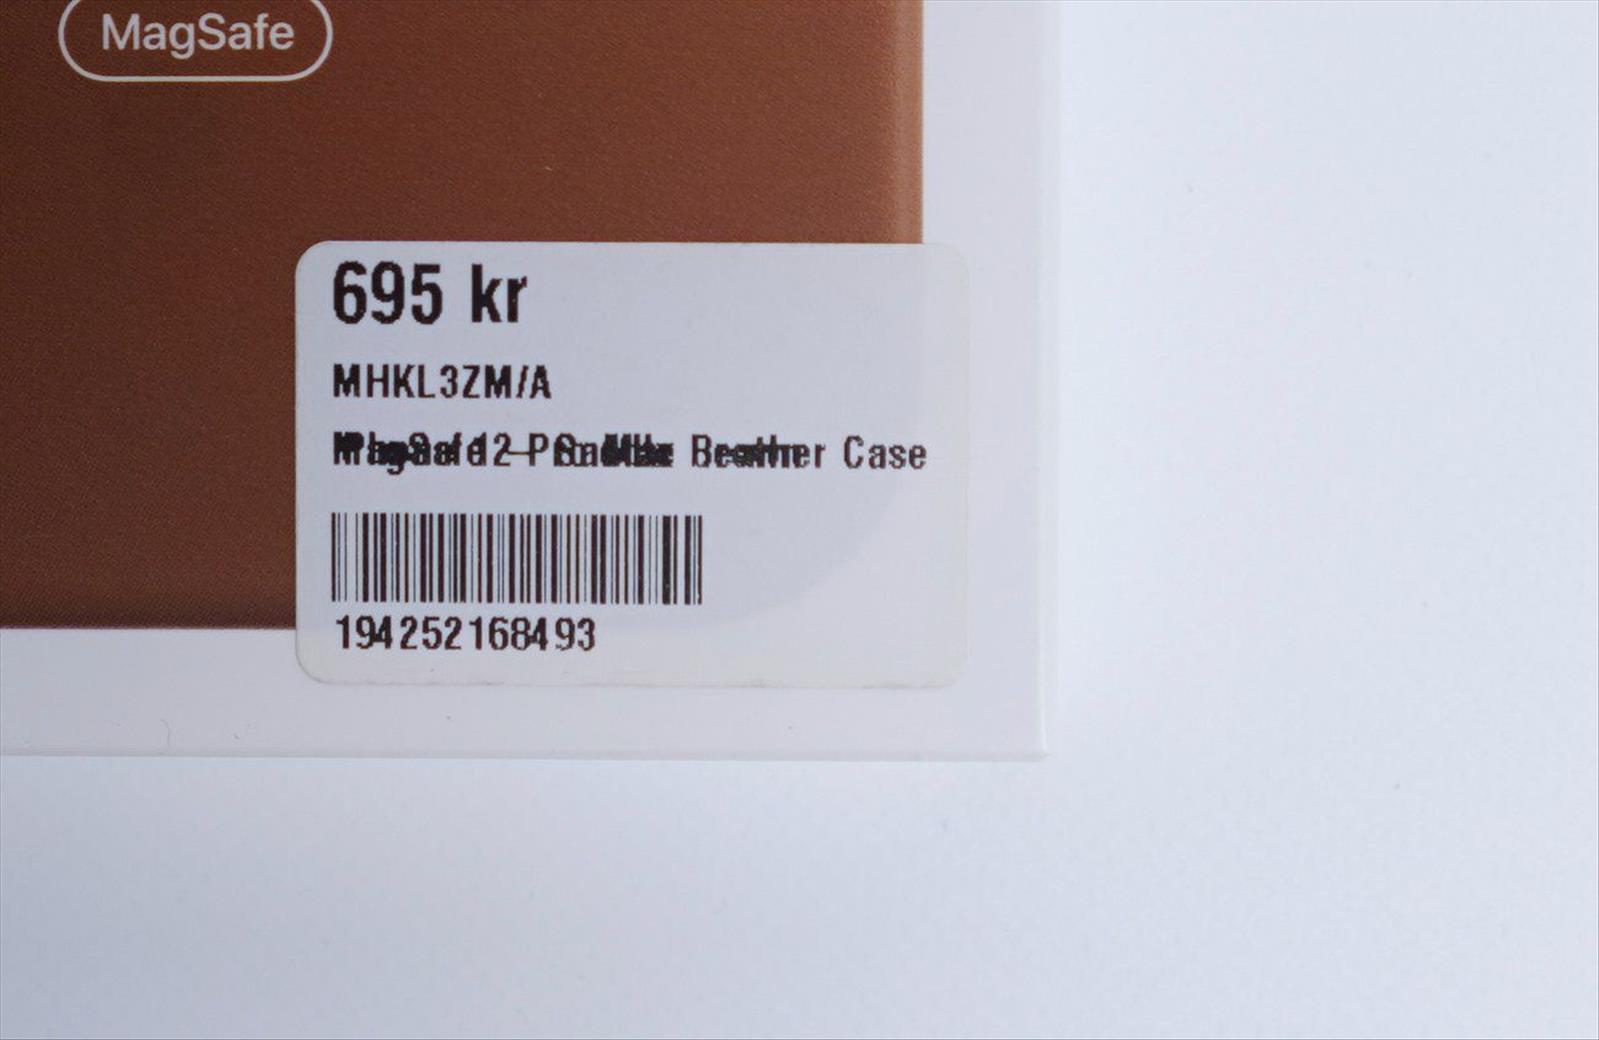 MagSafe
695 kr
MHKL3ZM/A
Case
194252168493